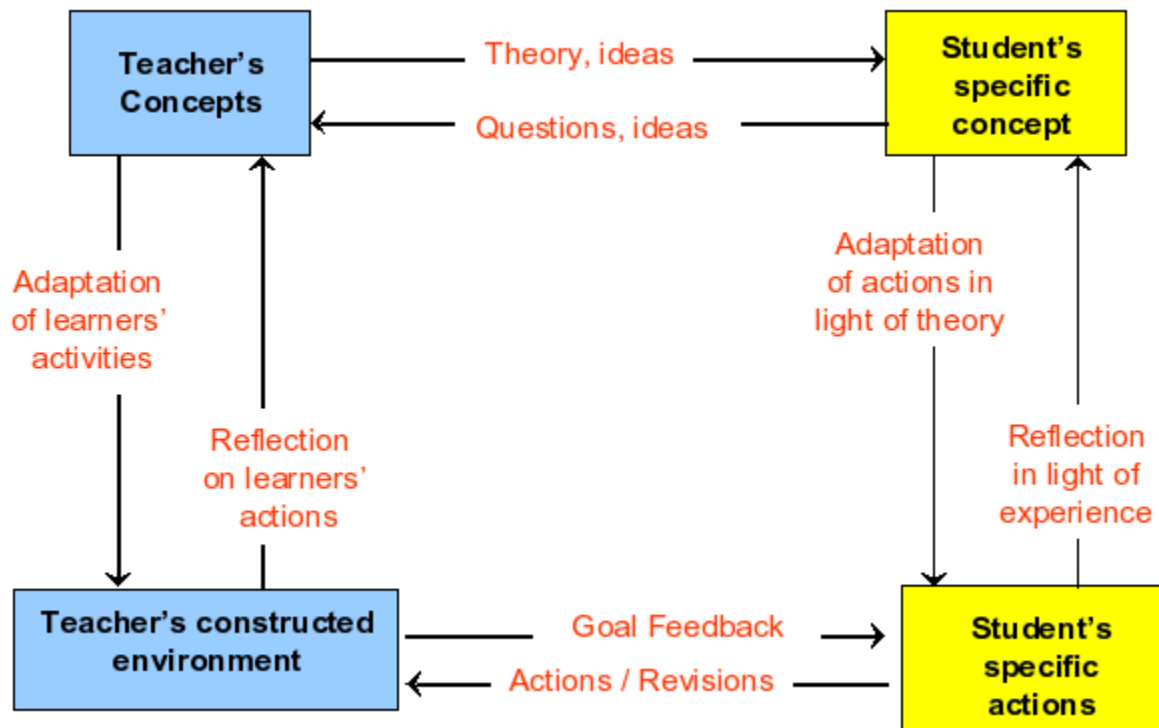 Teacher's
Concepts
Theory, ideas
Questions, ideas
Student's
specific
concept
Adaptation
of learners'
activities
Reflection
on learners'
actions
Adaptation
of actions in
light of theory
Reflection
in light of
experience
Teacher's constructed
environment
Goal Feedback
Actions / Revisions
Student's
specific
actions